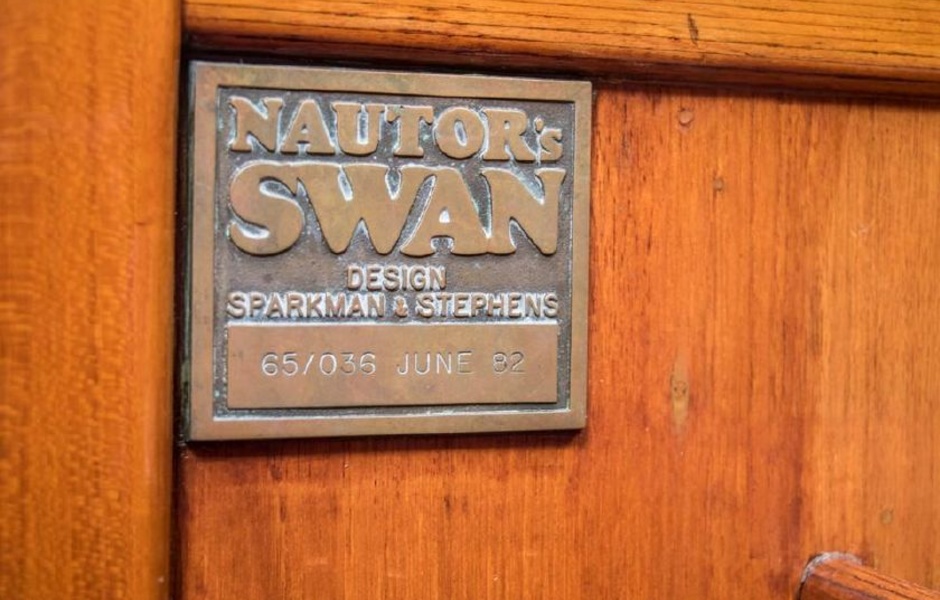 NAUTOR's
SWAN
DESIGN
SPARKMAN & STEPHENS
65/036 JUNE 82